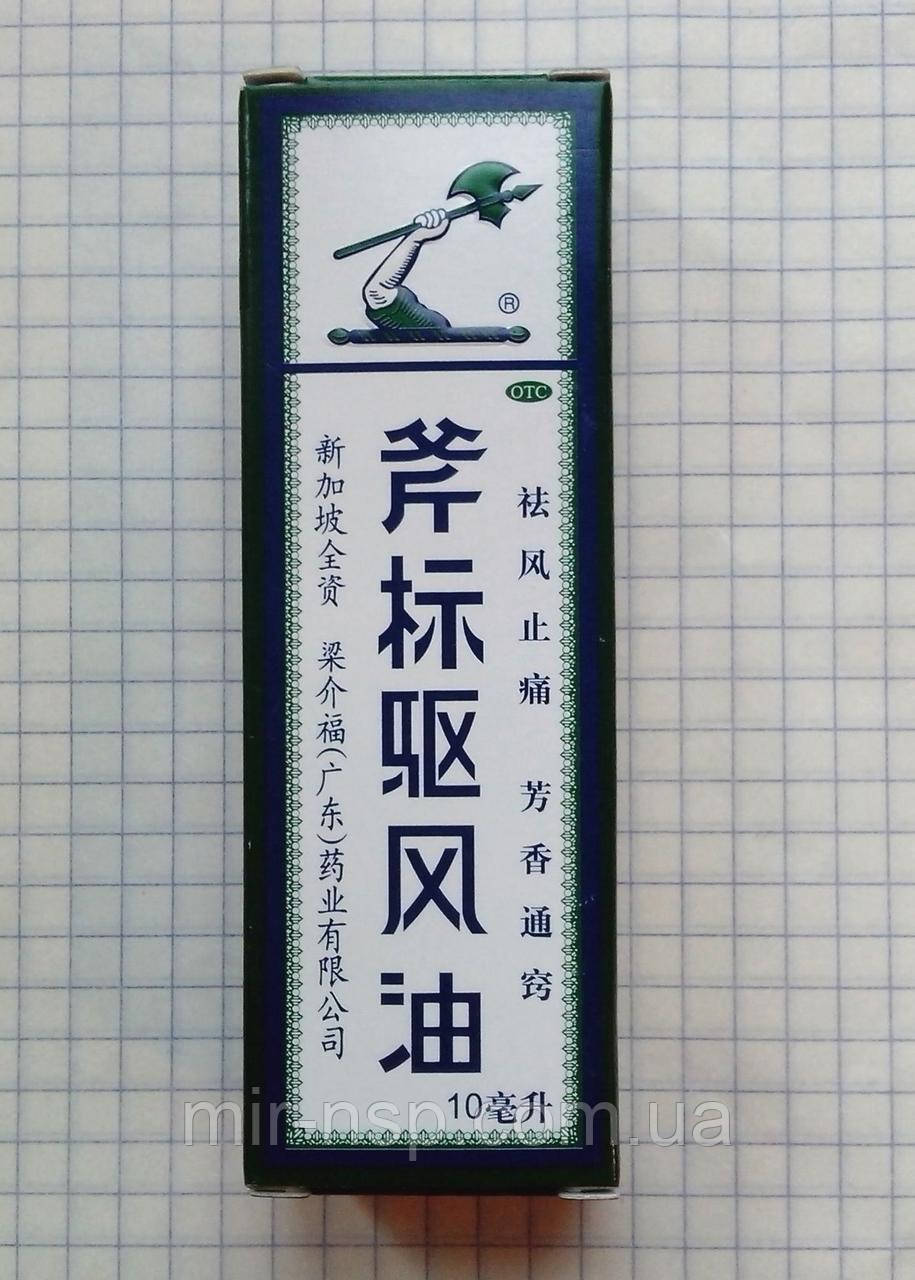 ®
OTC
祛风止痛 芳香通窍
斧标驱风油
新加坡全资 梁介福(广东)药业有限公司
10毫升
mir-nsp.com.ua